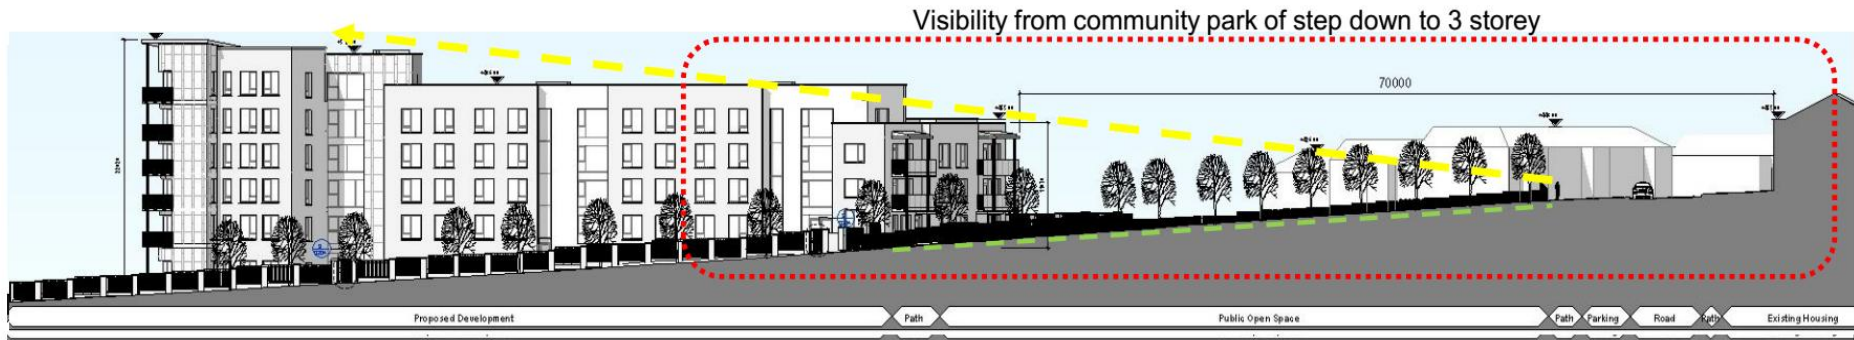 Visibility from community park of step down to 3 storey
70000
Proposed Development
Path
Public Open Space
Path
Parking
Road
Path
Existing Housing